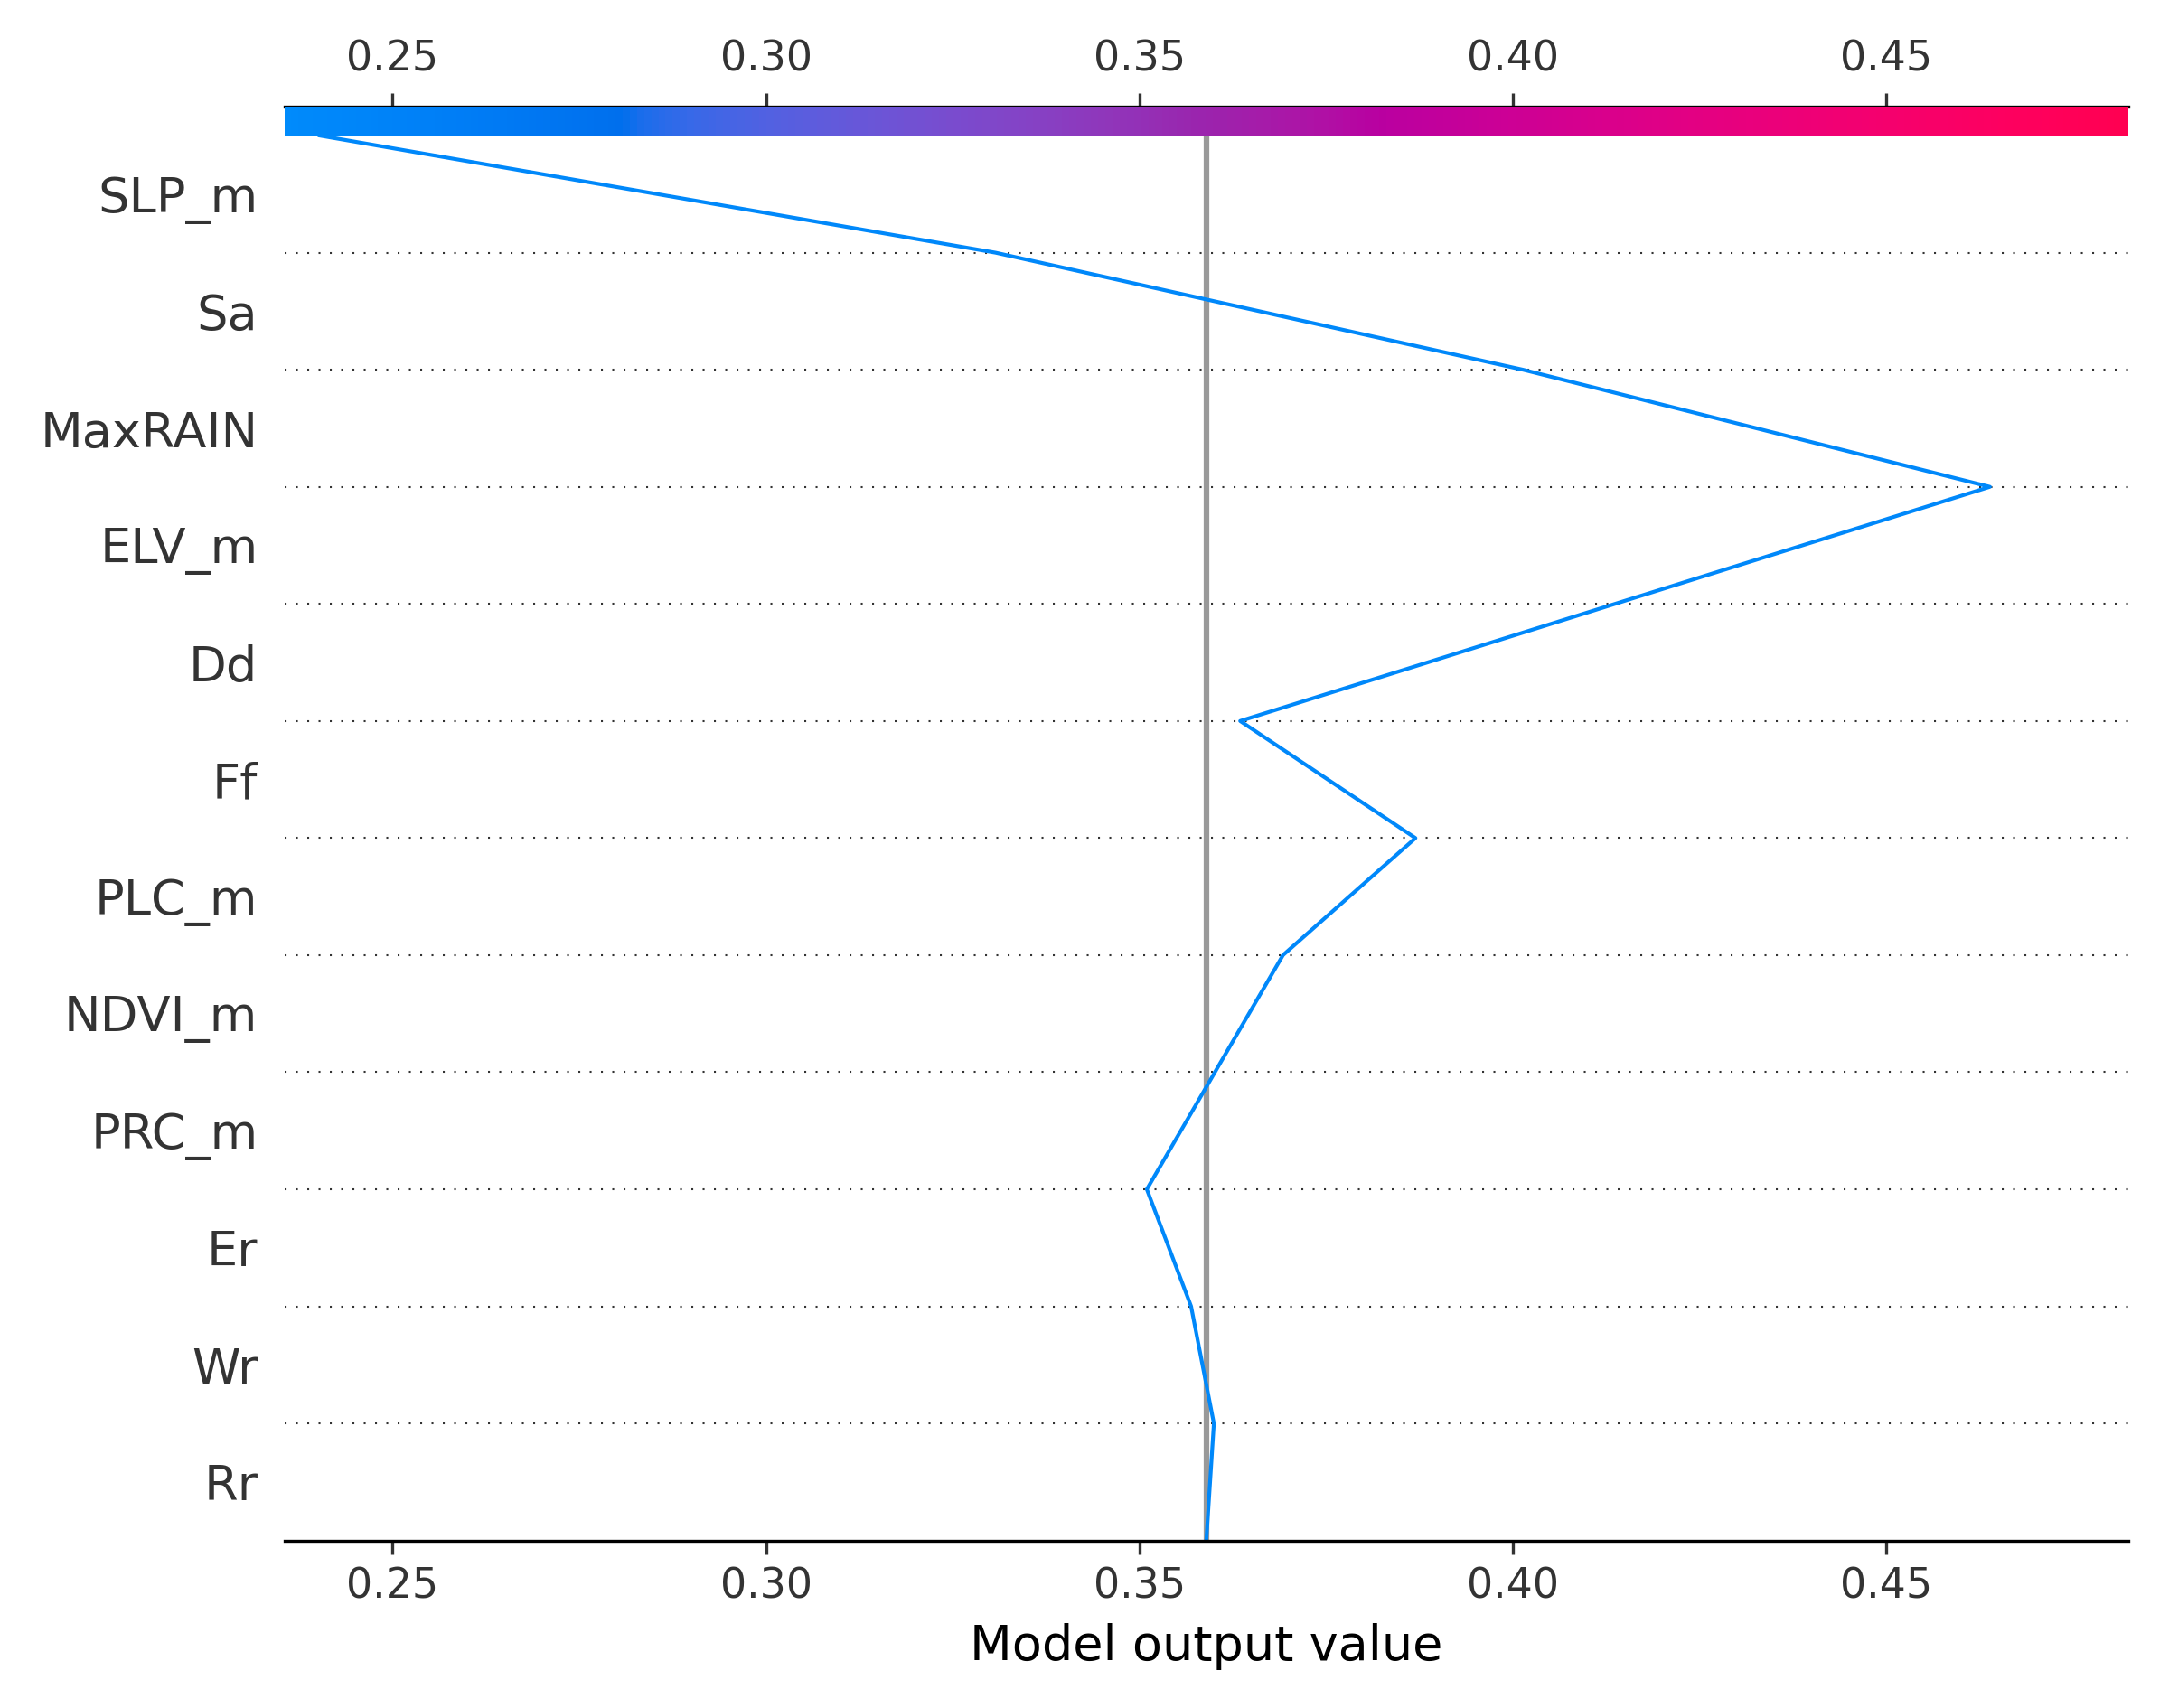 0.25 0.30 0.35 0.40 0.45
SLP_m
Sa
MaxRAIN
ELV_m
Dd
Ff
PLC_m
NDVI_m
PRC_m
Er
Wr
Rr
0.25 0.30 0.35 0.40 0.45
Model output value